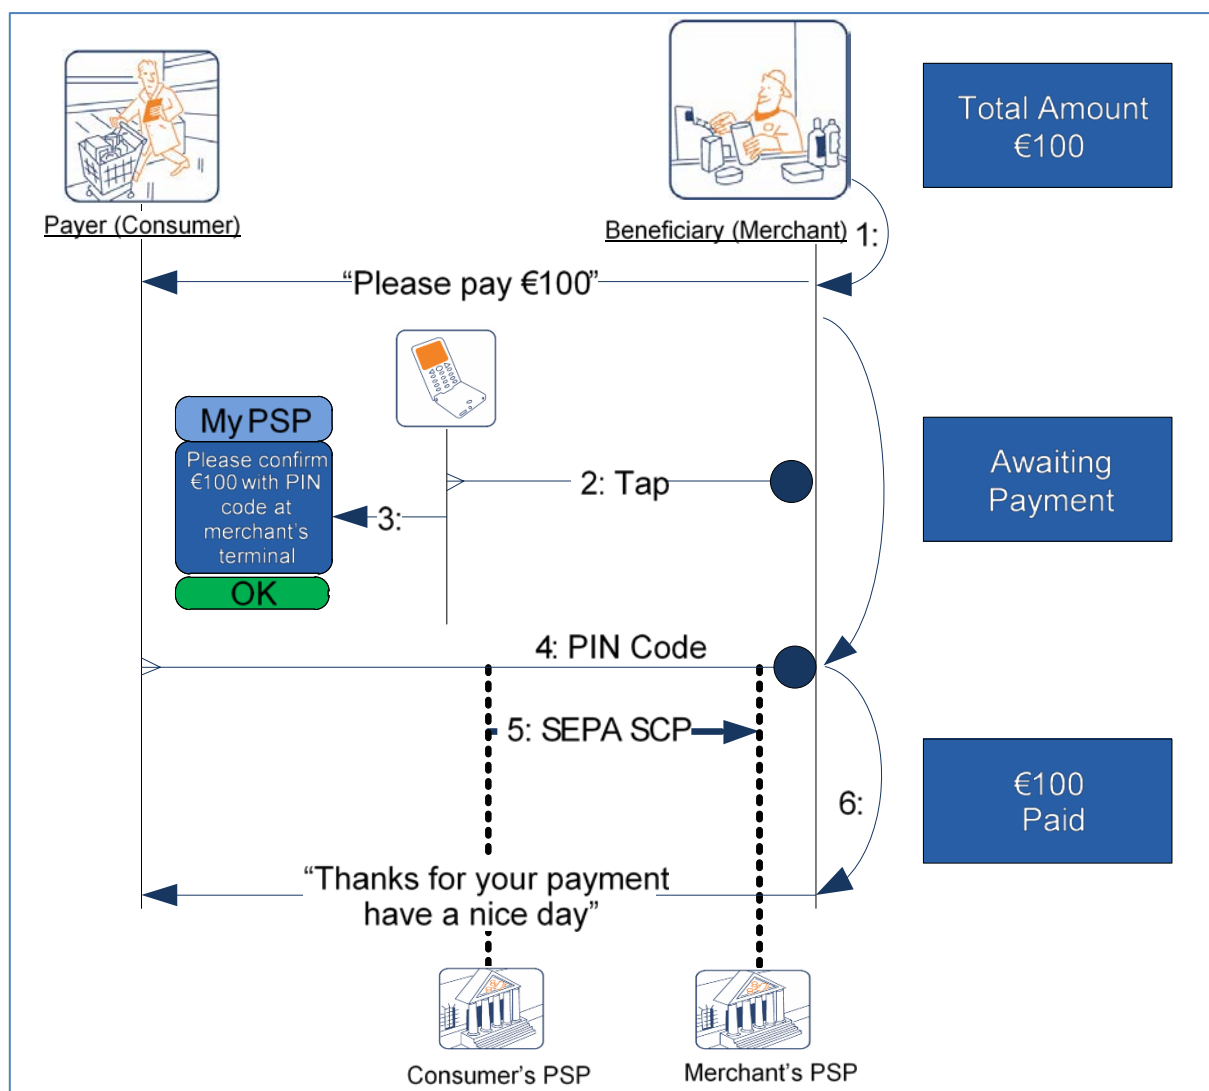 Total Amount
€100
Payer (Consumer)
Beneficiary (Merchant)
1:
“Please pay €100”
My PSP
Please confirm
€100 with PIN
code at
merchant’s
terminal
OK
2: Tap
3:
Awaiting
Payment
4: PIN Code
5: SEPA SCP
6:
€100
Paid
“Thanks for your payment
have a nice day”
Consumer’s PSP
Merchant’s PSP